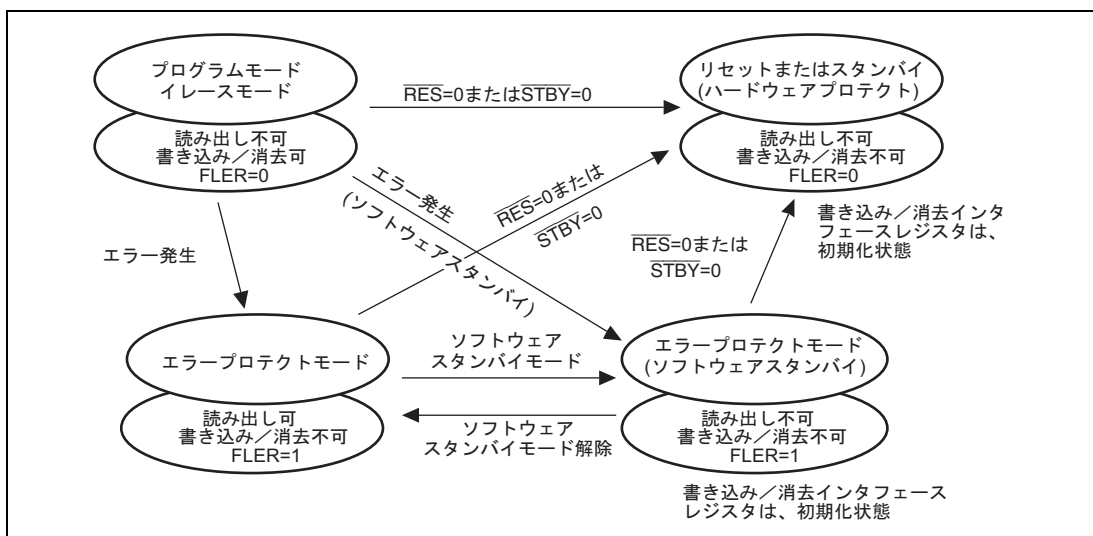 プログラムモード
イレースモード
読み出し不可
書き込み／消去可
FLER=0
R̅E̅S̅=0またはS̅T̅B̅Y̅=0
リセットまたはスタンバイ
(ハードウェアプロテクト)
読み出し不可
書き込み／消去不可
FLER=0
書き込み／消去インタ
フェースレジスタは、
初期化状態
エラー発生
エラー発生
(ソフトウェアスタンバイ)
R̅E̅S̅=0または
S̅T̅B̅Y̅=0
R̅E̅S̅=0または
S̅T̅B̅Y̅=0
エラープロテクトモード
読み出し可
書き込み／消去不可
FLER=1
ソフトウェア
スタンバイモード
ソフトウェア
スタンバイモード解除
エラープロテクトモード
(ソフトウェアスタンバイ)
読み出し不可
書き込み／消去不可
FLER=1
書き込み／消去インタフェース
レジスタは、初期化状態